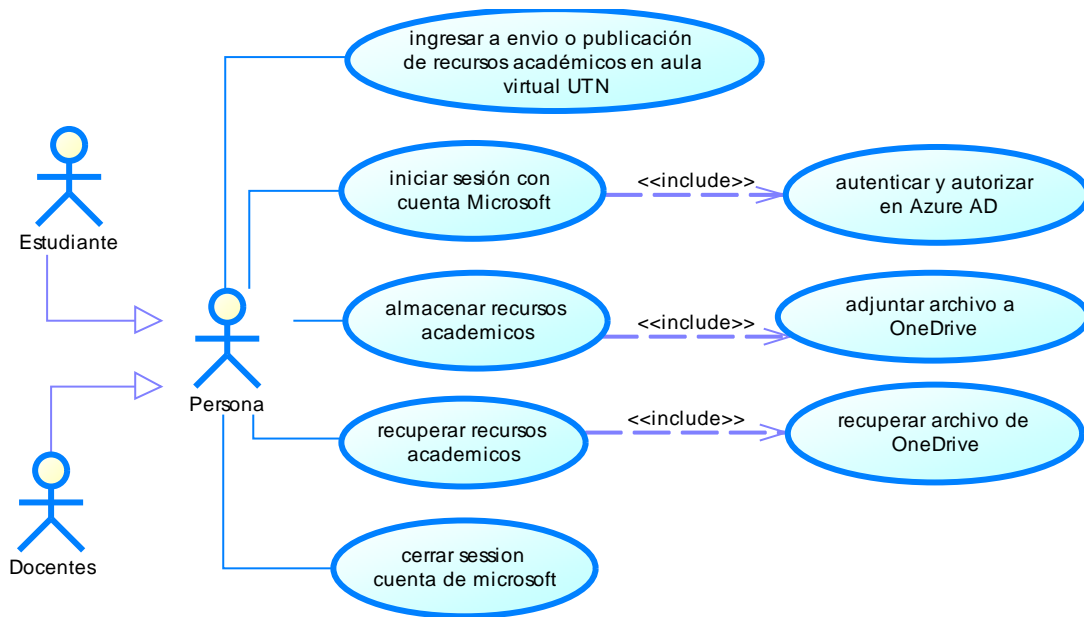 ingresar a envio o publicación
de recursos académicos en aula
virtual UTN
iniciar sesión con
cuenta Microsoft
<<include>>
autenticar y autorizar
en Azure AD
Estudiante
almacenar recursos
academicos
<<include>>
adjuntar archivo a
OneDrive
Persona
recuperar recursos
academicos
<<include>>
recuperar archivo de
OneDrive
Docentes
cerrar session
cuenta de microsoft